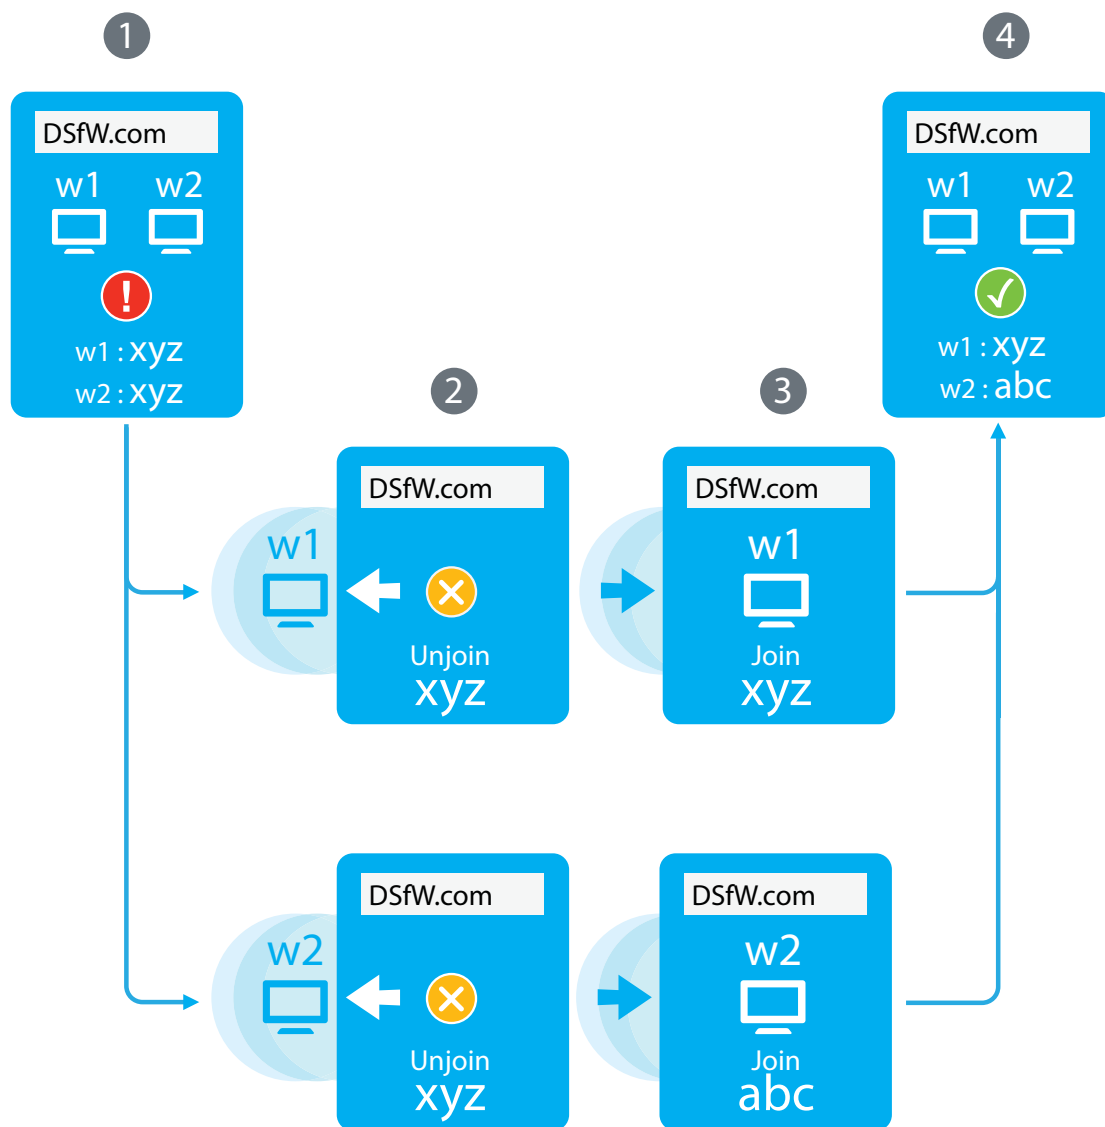 1
DSfW.com
w1 w2
!
w1 : xyz
w2 : xyz
2
DSfW.com
w1
Unjoin
xyz
3
DSfW.com
w1
Join
xyz
DSfW.com
w2
Unjoin
xyz
DSfW.com
w2
Join
abc
4
DSfW.com
w1 w2
w1 : xyz
w2 : abc